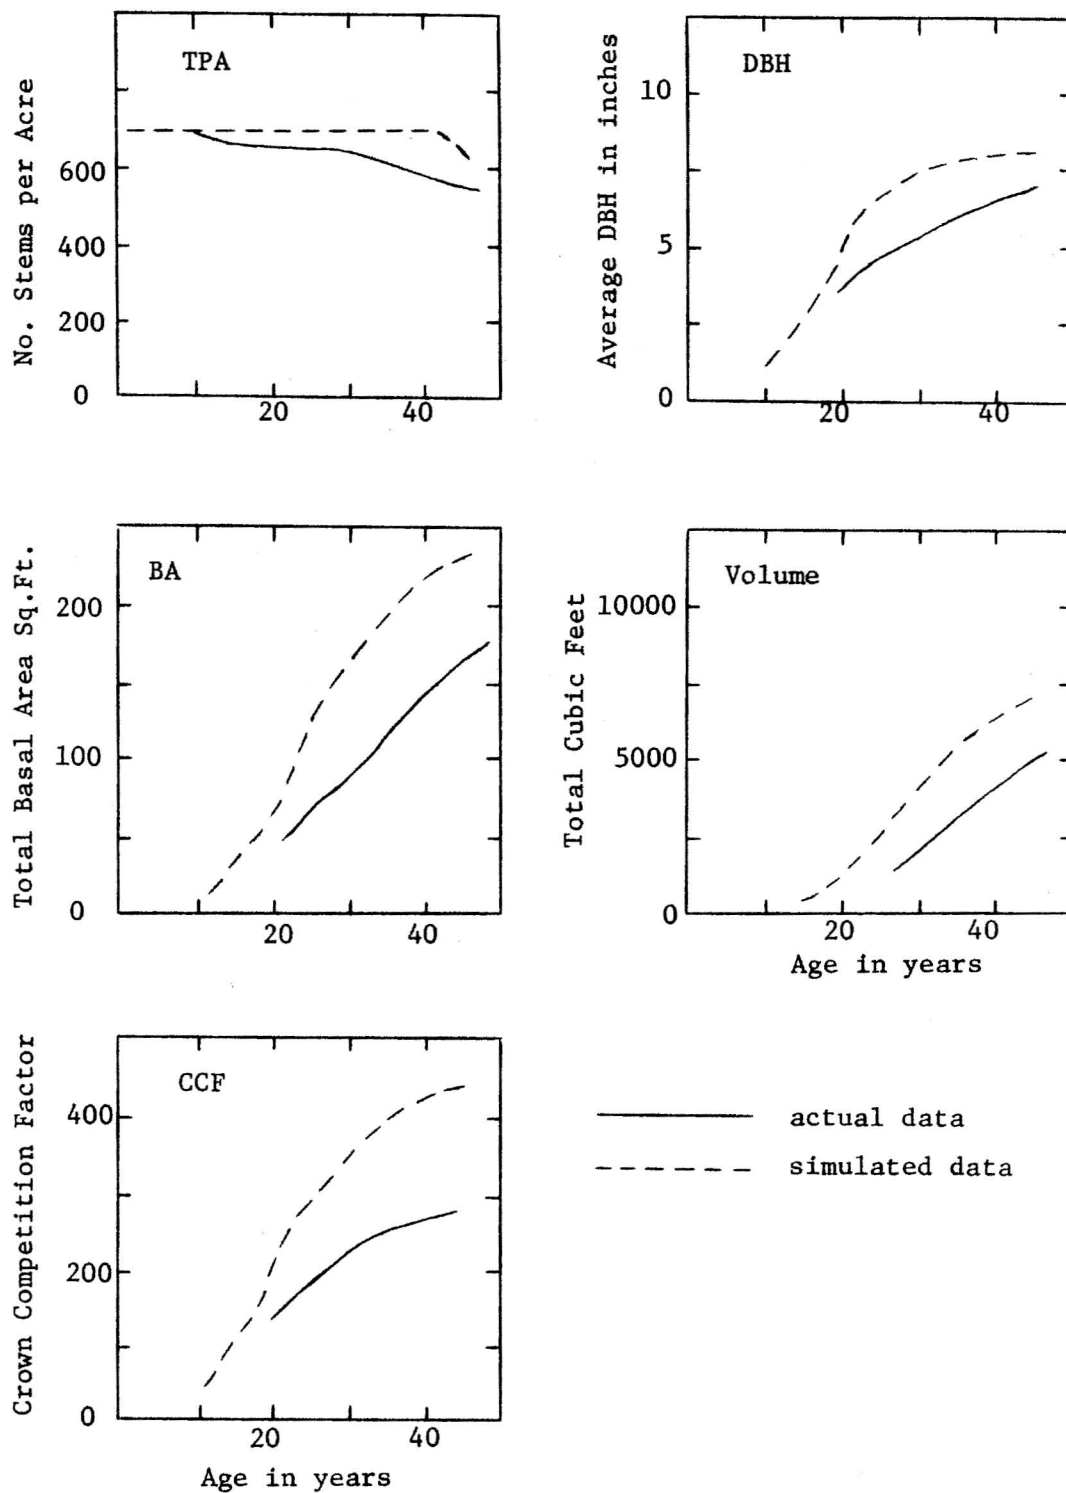 TPA
No. Stems per Acre
600
400
200
0
20 40
DBH
Average DBH in inches
10
5
0
20 40
BA
Total Basal Area Sq.Ft.
200
100
0
20 40
Volume
Total Cubic Feet
10000
5000
0
20 40
Age in years
CCF
Crown Competition Factor
400
200
0
20 40
Age in years
actual data
simulated data